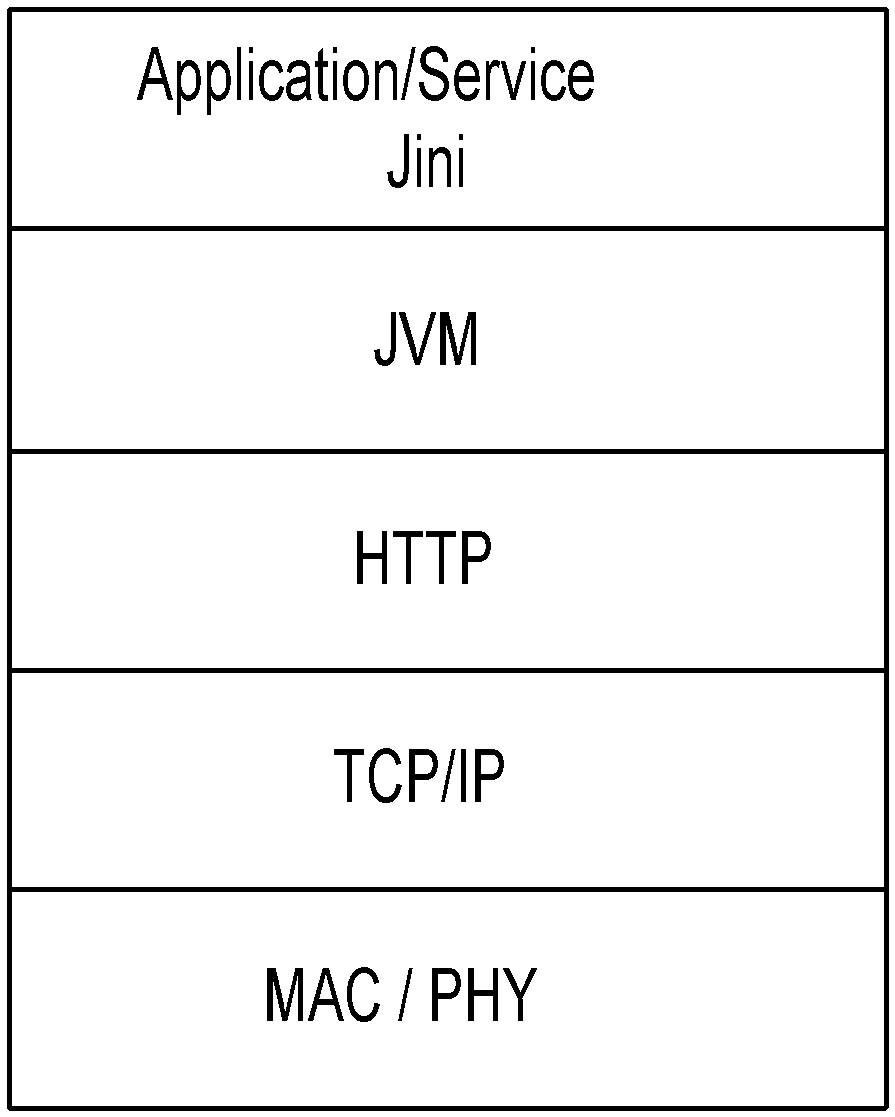 Application/Service
Jini
JVM
HTTP
TCP/IP
MAC / PHY